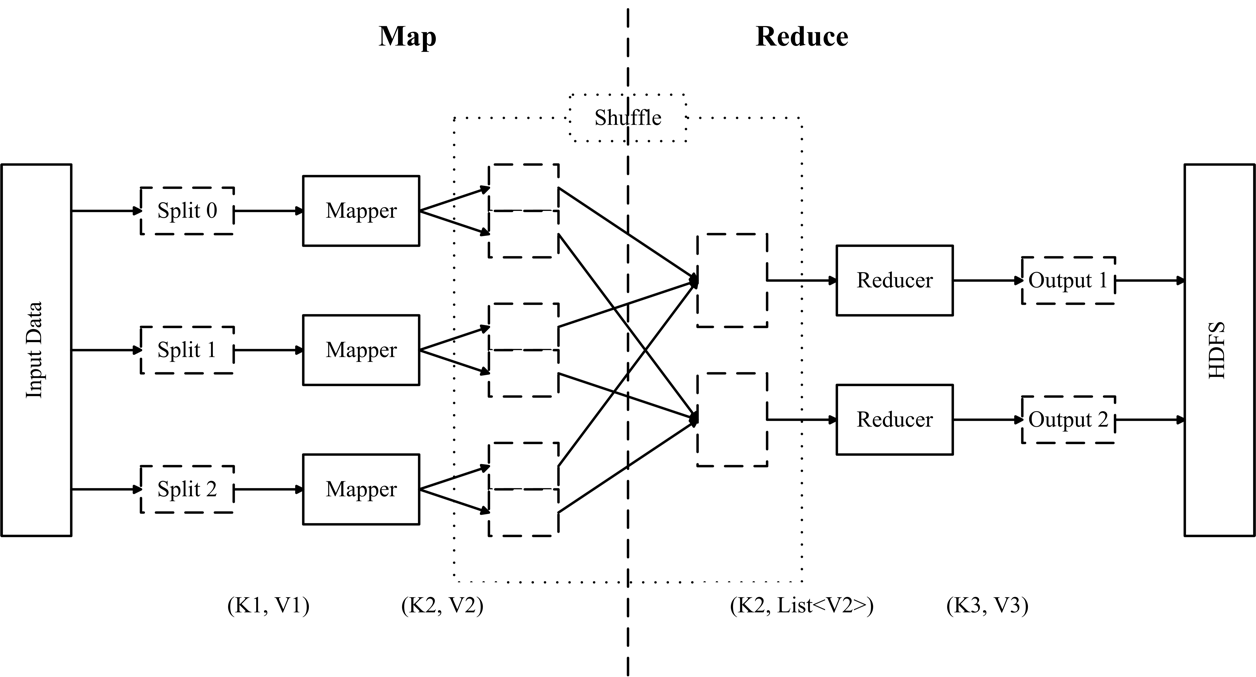 Map
Reduce
Shuffle
Input Data
Split 0
Mapper
Split 1
Mapper
Split 2
Mapper
Reducer
Output 1
Reducer
Output 2
HDFS
(K1, V1)
(K2, V2)
(K2, List<V2>)
(K3, V3)